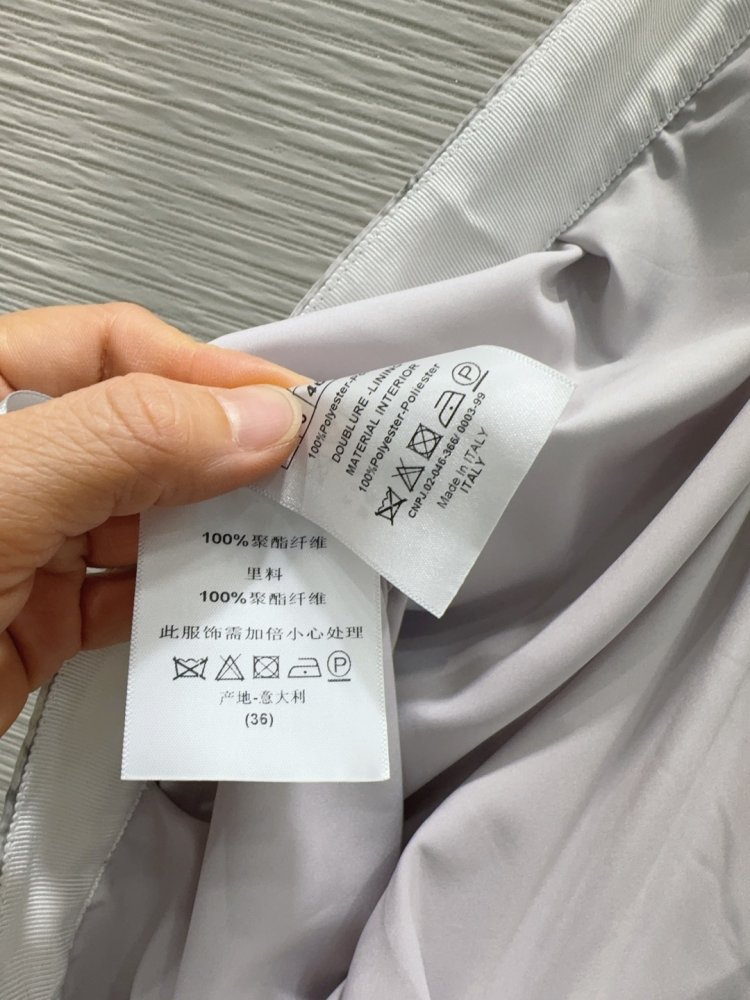 100%Polyester-
DOUBLURE -LINING
MATERIAL INTERIOR
100%Polyester-Poliester
P
CNPJ.02-046-366/ 0003-99
Made In ITALY
ITALY
100%聚酯纤维
里料
100%聚酯纤维
此服饰需加倍小心处理
P
产地-意大利
(36)